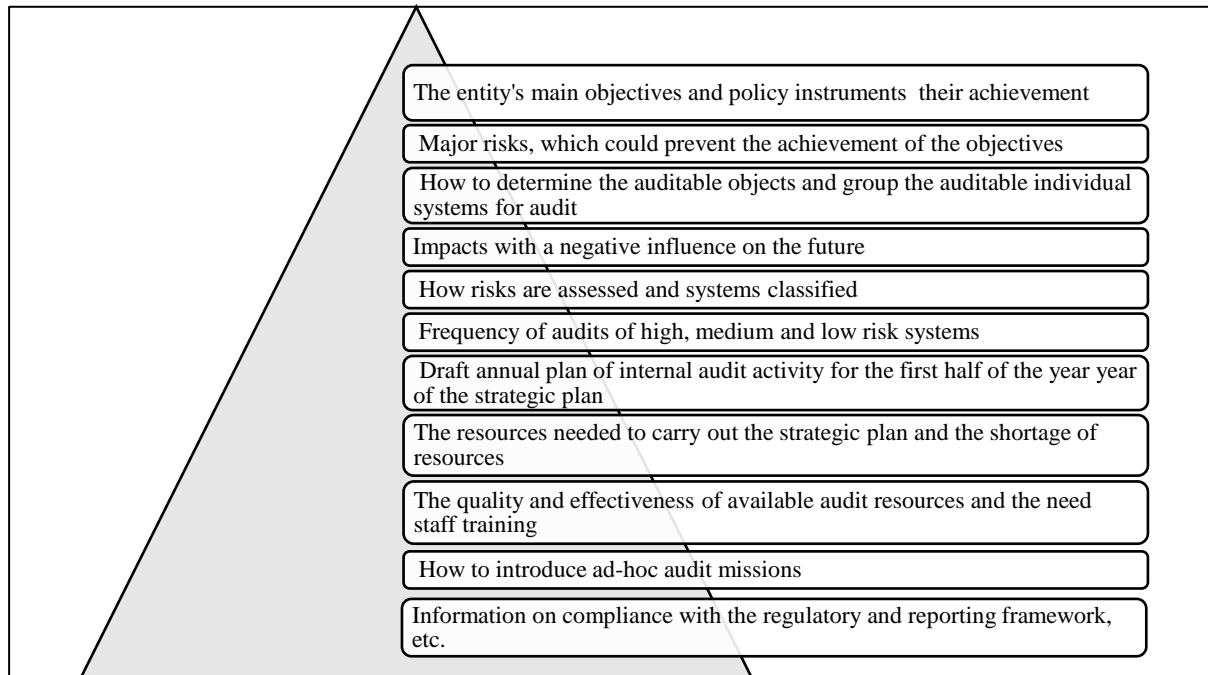 The entity's main objectives and policy instruments their achievement
Major risks, which could prevent the achievement of the objectives
How to determine the auditable objects and group the auditable individual
systems for audit
Impacts with a negative influence on the future
How risks are assessed and systems classified
Frequency of audits of high, medium and low risk systems
Draft annual plan of internal audit activity for the first half of the year year
of the strategic plan
The resources needed to carry out the strategic plan and the shortage of
resources
The quality and effectiveness of available audit resources and the need
staff training
How to introduce ad-hoc audit missions
Information on compliance with the regulatory and reporting framework,
etc.